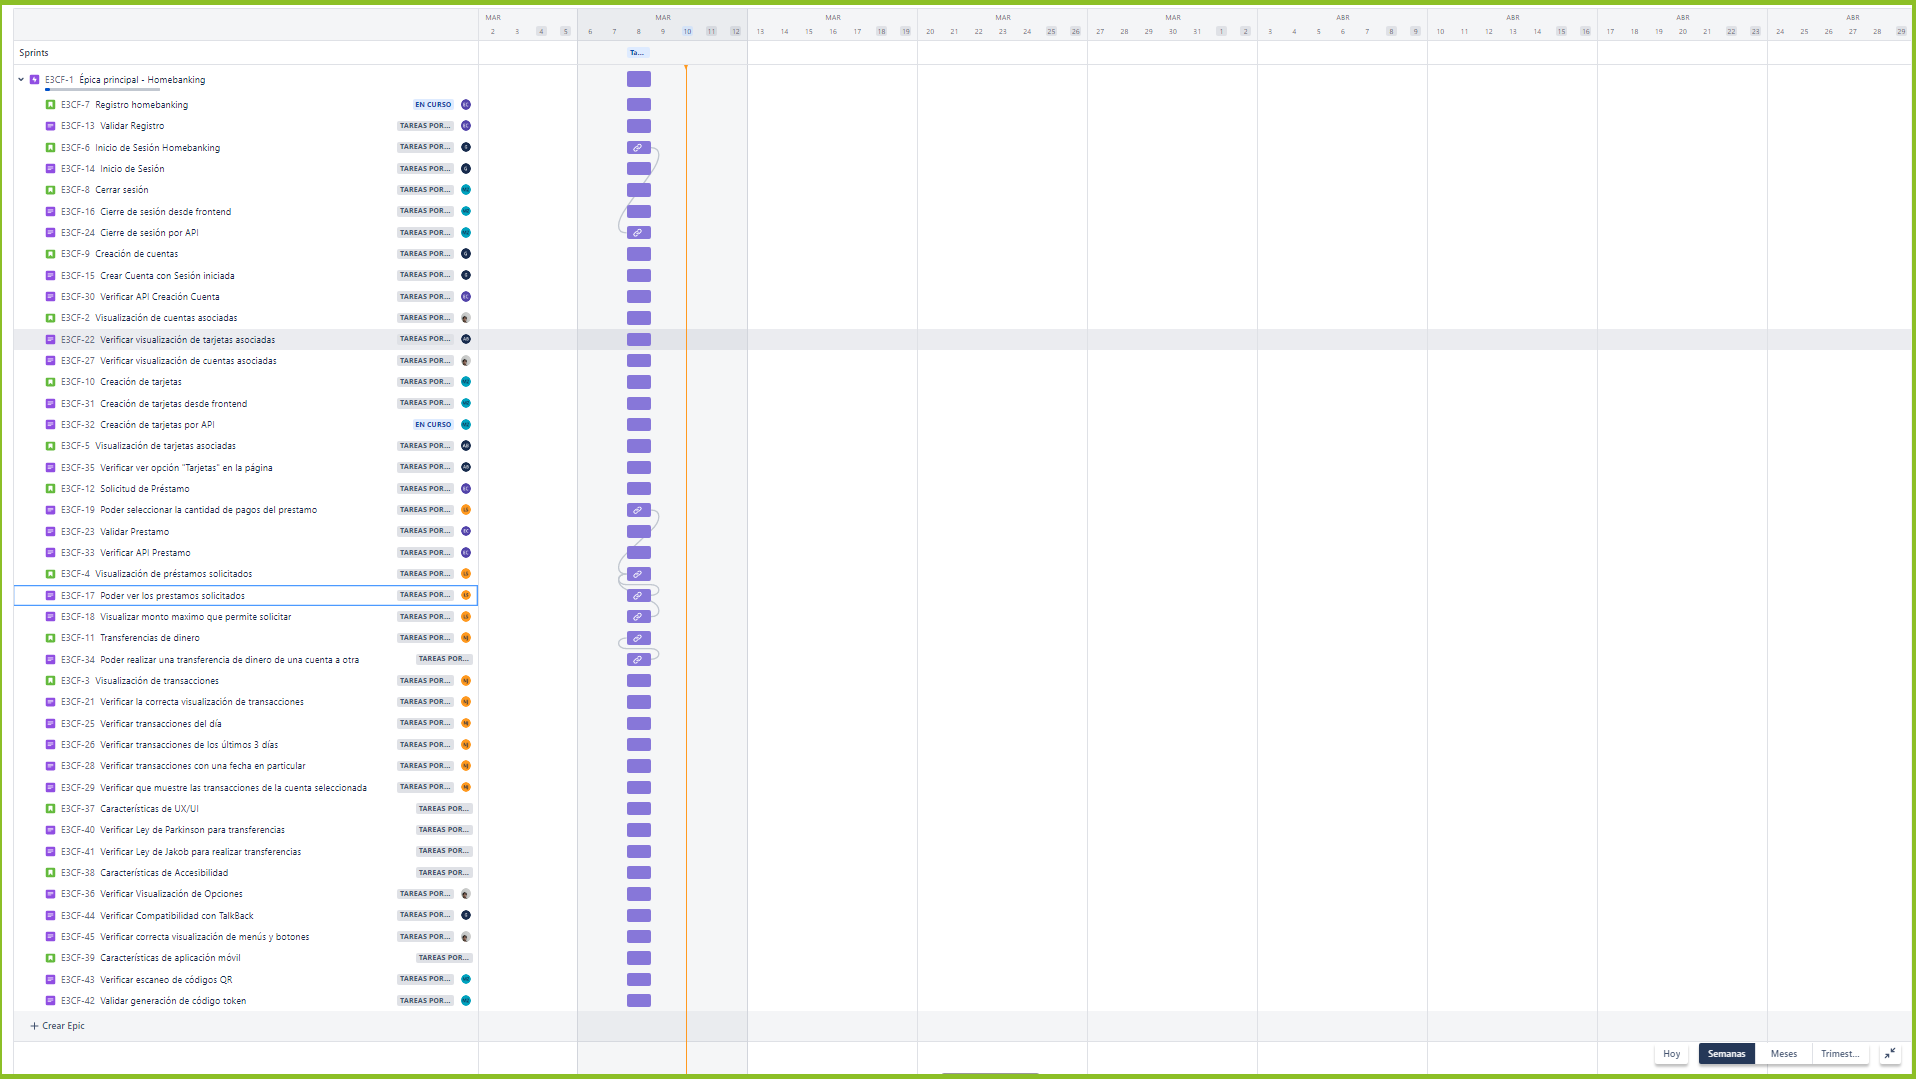 MAR MAR MAR MAR MAR ABR ABR ABR ABR
2 3 4 5 6 7 8 9 10 11 12 13 14 15 16 17 18 19 20 21 22 23 24 25 26 27 28 29 30 31 1 2 3 4 5 6 7 8 9 10 11 12 13 14 15 16 17 18 19 20 21 22 23 24 25 26 27 28 29
Sprints Ta...
E3CF-1 Épica principal - Homebanking
E3CF-7 Registro homebanking EN CURSO
E3CF-13 Validar Registro TAREAS POR...
E3CF-6 Inicio de Sesión Homebanking TAREAS POR...
E3CF-14 Inicio de Sesión TAREAS POR...
E3CF-8 Cerrar sesión TAREAS POR...
E3CF-16 Cierre de sesión desde frontend TAREAS POR...
E3CF-24 Cierre de sesión por API TAREAS POR...
E3CF-9 Creación de cuentas TAREAS POR...
E3CF-15 Crear Cuenta con Sesión iniciada TAREAS POR...
E3CF-30 Verificar API Creación Cuenta TAREAS POR...
E3CF-2 Visualización de cuentas asociadas TAREAS POR...
E3CF-22 Verificar visualización de tarjetas asociadas TAREAS POR...
E3CF-27 Verificar visualización de cuentas asociadas TAREAS POR...
E3CF-10 Creación de tarjetas TAREAS POR...
E3CF-31 Creación de tarjetas desde frontend TAREAS POR...
E3CF-32 Creación de tarjetas por API EN CURSO
E3CF-5 Visualización de tarjetas asociadas TAREAS POR...
E3CF-35 Verificar ver opción "Tarjetas" en la página TAREAS POR...
E3CF-12 Solicitud de Préstamo TAREAS POR...
E3CF-19 Poder seleccionar la cantidad de pagos del prestamo TAREAS POR...
E3CF-23 Validar Prestamo TAREAS POR...
E3CF-33 Verificar API Prestamo TAREAS POR...
E3CF-4 Visualización de préstamos solicitados TAREAS POR...
E3CF-17 Poder ver los prestamos solicitados TAREAS POR...
E3CF-18 Visualizar monto maximo que permite solicitar TAREAS POR...
E3CF-11 Transferencias de dinero TAREAS POR...
E3CF-34 Poder realizar una transferencia de dinero de una cuenta a otra TAREAS POR...
E3CF-3 Visualización de transacciones TAREAS POR...
E3CF-21 Verificar la correcta visualización de transacciones TAREAS POR...
E3CF-25 Verificar transacciones del día TAREAS POR...
E3CF-26 Verificar transacciones de los últimos 3 días TAREAS POR...
E3CF-28 Verificar transacciones con una fecha en particular TAREAS POR...
E3CF-29 Verificar que muestre las transacciones de la cuenta seleccionada TAREAS POR...
E3CF-37 Características de UX/UI TAREAS POR...
E3CF-40 Verificar Ley de Parkinson para transferencias TAREAS POR...
E3CF-41 Verificar Ley de Jakob para realizar transferencias TAREAS POR...
E3CF-38 Características de Accesibilidad TAREAS POR...
E3CF-36 Verificar Visualización de Opciones TAREAS POR...
E3CF-44 Verificar Compatibilidad con TalkBack TAREAS POR...
E3CF-45 Verificar correcta visualización de menús y botones TAREAS POR...
E3CF-39 Características de aplicación móvil TAREAS POR...
E3CF-43 Verificar escaneo de códigos QR TAREAS POR...
E3CF-42 Validar generación de código token TAREAS POR...
+ Crear Epic
Hoy Semanas Meses Trimest...